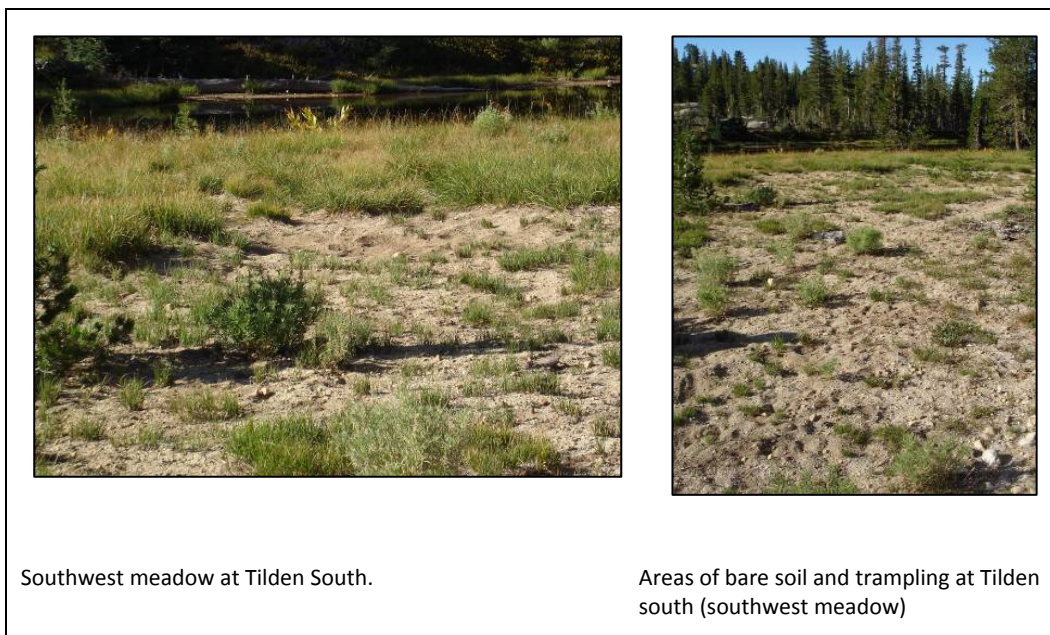 Southwest meadow at Tilden South.
Areas of bare soil and trampling at Tilden
south (southwest meadow)